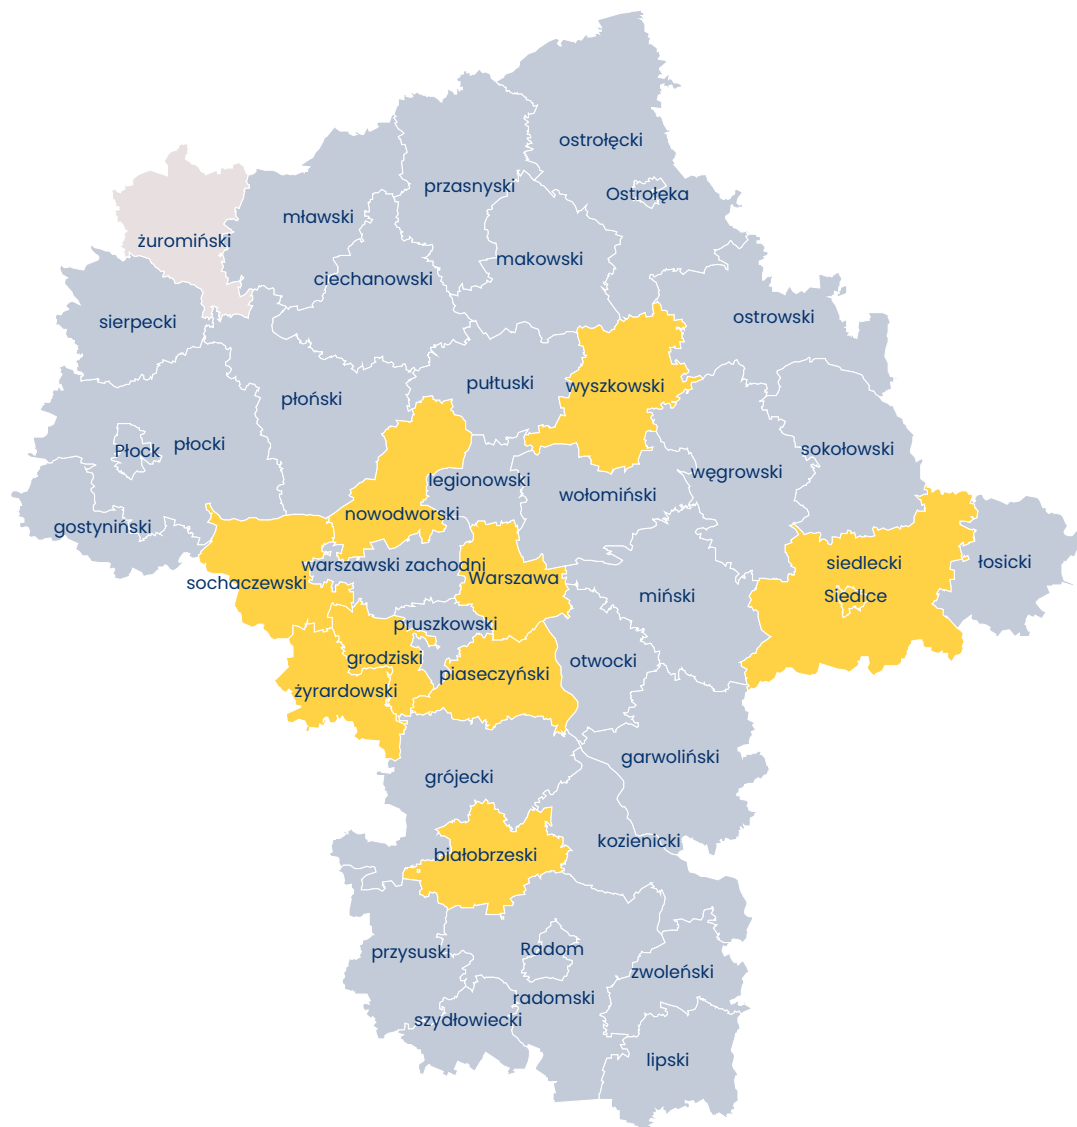 ostrołęcki
przasnyski
Ostrołęka
mławski
żuromiński
makowski
ciechanowski
sierpecki
ostrowski
pułtuski
wyszkowski
płoński
płocki
Płock
sokołowski
węgrowski
legionowski
wołomiński
nowodworski
gostyniński
siedlecki
łosicki
warszawski zachodni
Warszawa
sochaczewski
miński
Siedlce
pruszkowski
grodziski
otwocki
piaseczyński
żyrardowski
garwoliński
grójecki
kozienicki
białobrzeski
Radom
przysuski
zwoleński
radomski
szydłowiecki
lipski